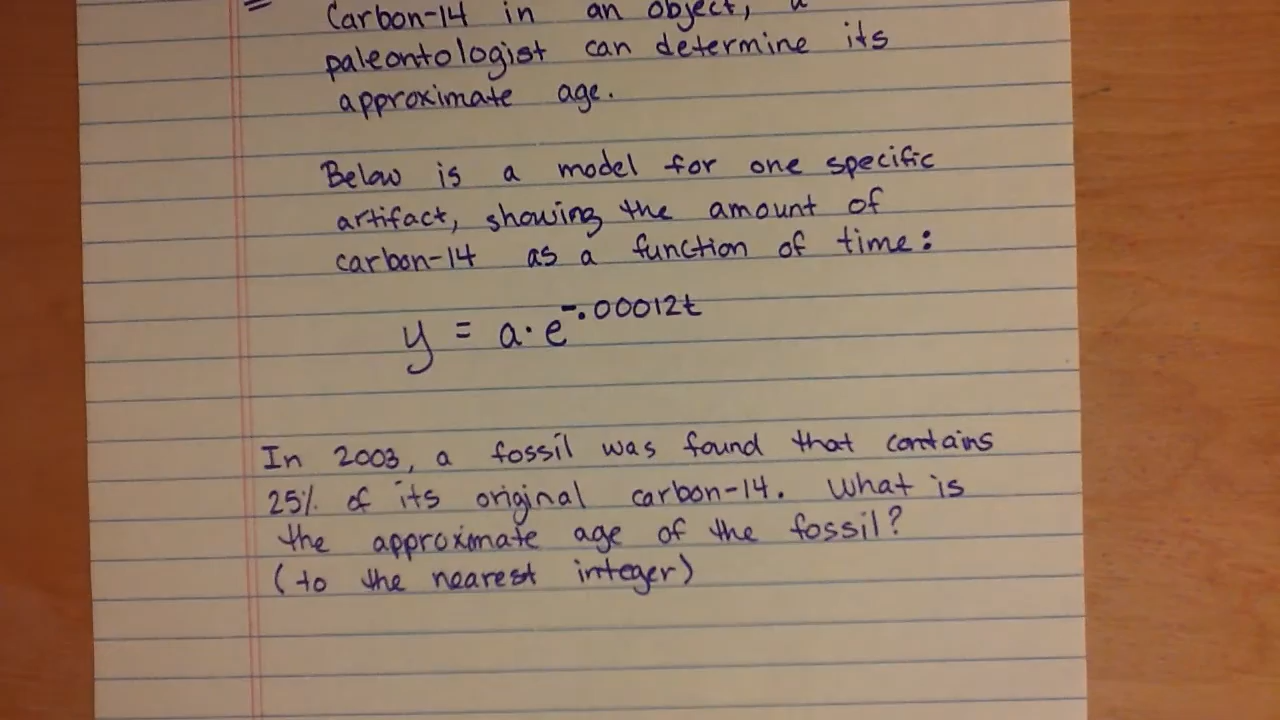 Carbon-14 in an object, a
paleontologist can determine its
approximate age.
Below is a model for one specific
artifact, showing the amount of
carbon-14 as a function of time:
y = a·e^-.00012t
In 2003, a fossil was found that contains
25% of its original carbon-14. What is
the approximate age of the fossil?
(to the nearest integer)